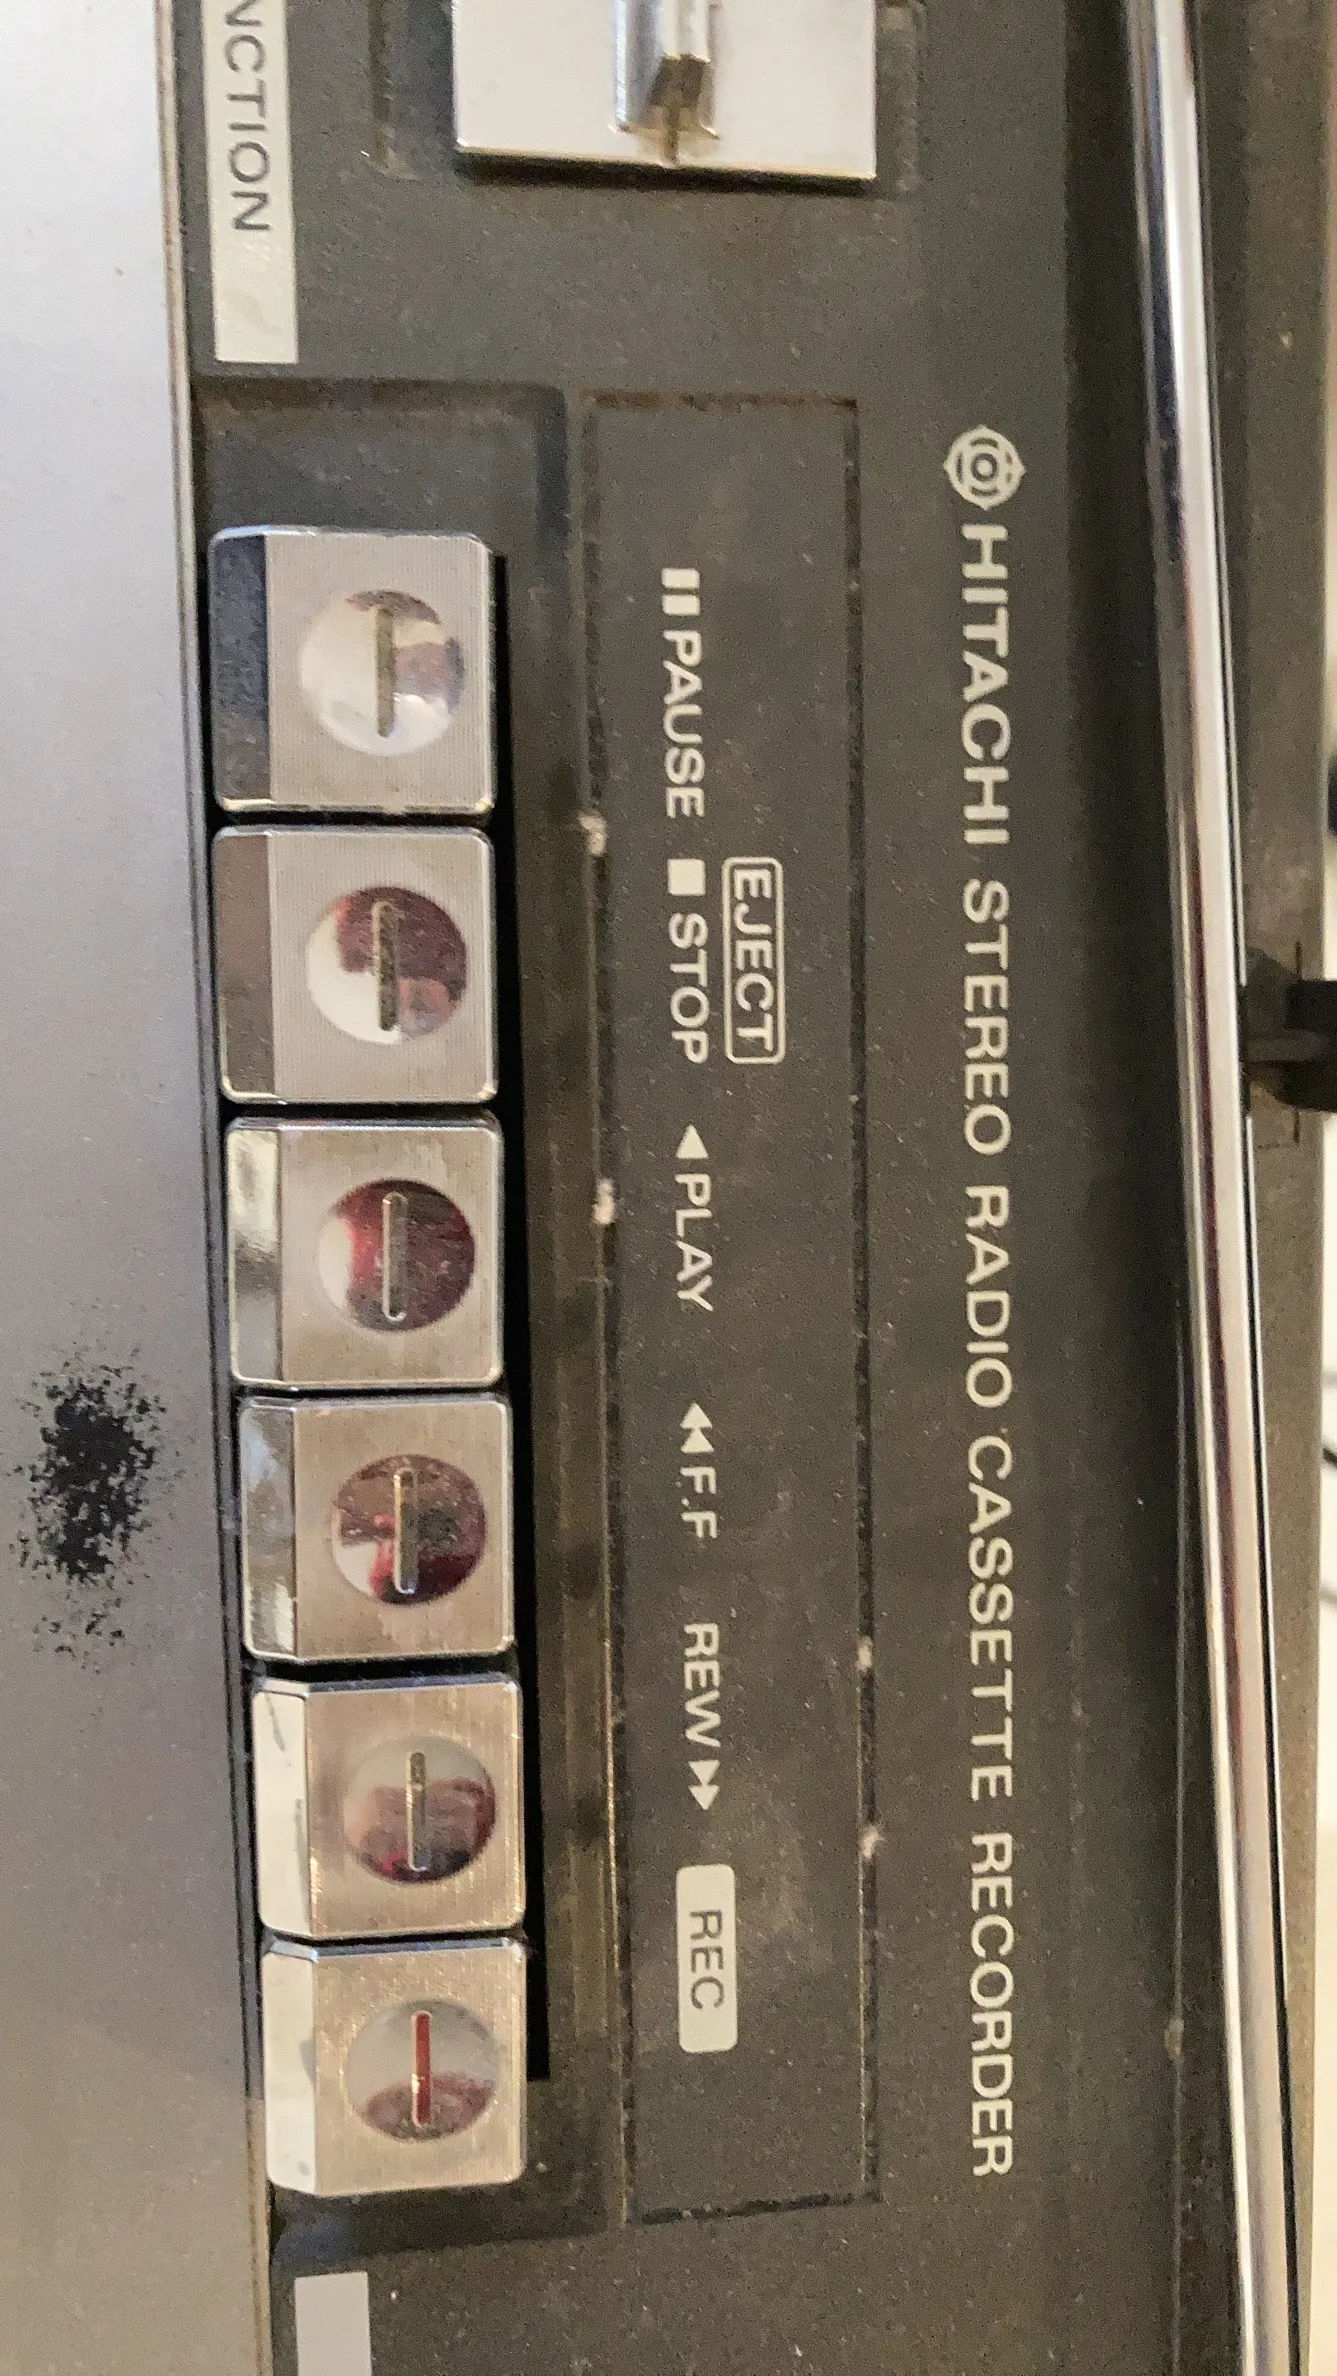 HITACHI STEREO RADIO CASSETTE RECORDER
EJECT
PAUSE STOP PLAY F.F REW REC
NCTION